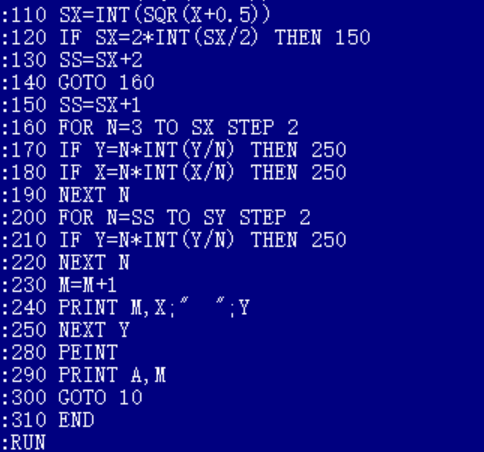 :110 SX=INT(SQR(X+0.5))
:120 IF SX=2*INT(SX/2) THEN 150
:130 SS=SX+2
:140 GOTO 160
:150 SS=SX+1
:160 FOR N=3 TO SX STEP 2
:170 IF Y=N*INT(Y/N) THEN 250
:180 IF X=N*INT(X/N) THEN 250
:190 NEXT N
:200 FOR N=SS TO SY STEP 2
:210 IF Y=N*INT(Y/N) THEN 250
:220 NEXT N
:230 M=M+1
:240 PRINT M,X;"  ";Y
:250 NEXT Y
:280 PEINT
:290 PRINT A,M
:300 GOTO 10
:310 END
:RUN